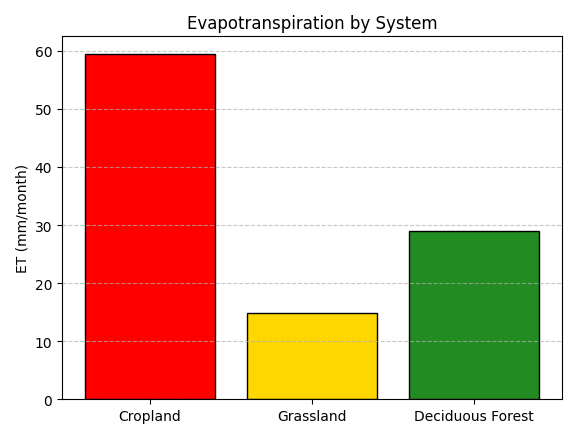 Evapotranspiration by System
ET (mm/month)
60
50
40
30
20
10
0
Cropland Grassland Deciduous Forest